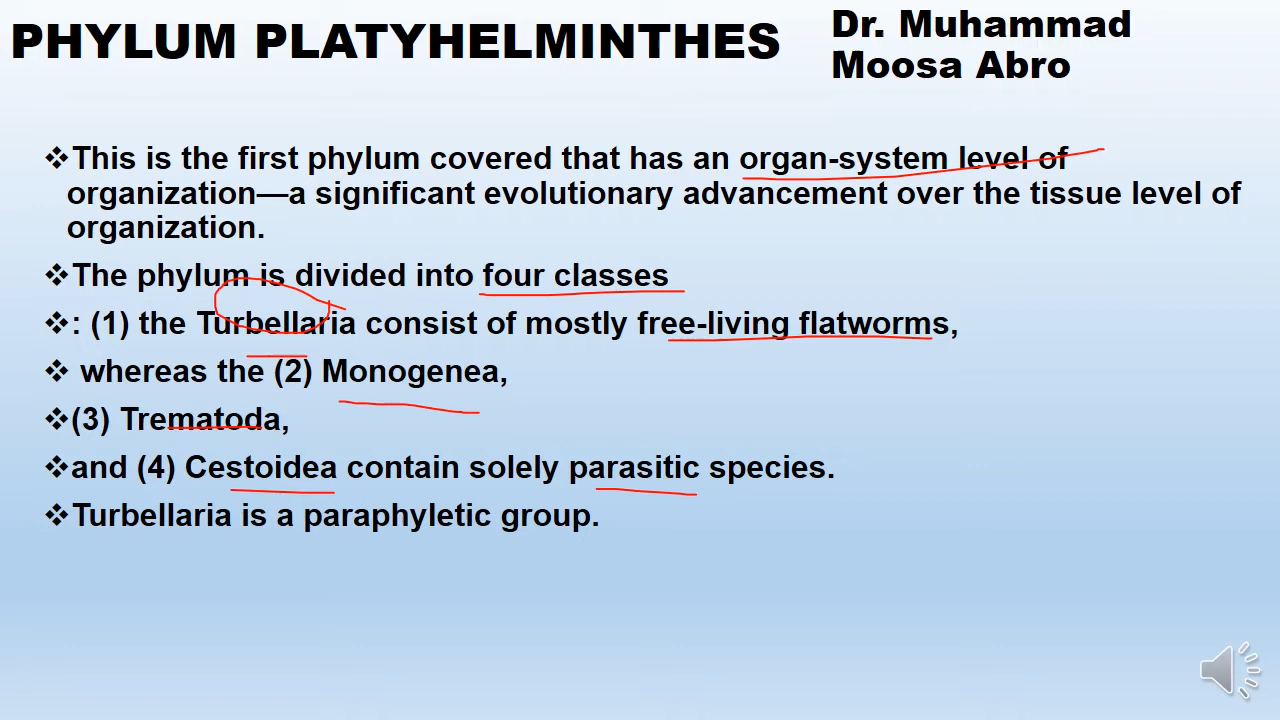 PHYLUM PLATYHELMINTHES
Dr. Muhammad
Moosa Abro
❖This is the first phylum covered that has an organ-system level of
organization—a significant evolutionary advancement over the tissue level of
organization.
❖The phylum is divided into four classes
❖: (1) the Turbellaria consist of mostly free-living flatworms,
❖ whereas the (2) Monogenea,
❖(3) Trematoda,
❖and (4) Cestoidea contain solely parasitic species.
❖Turbellaria is a paraphyletic group.